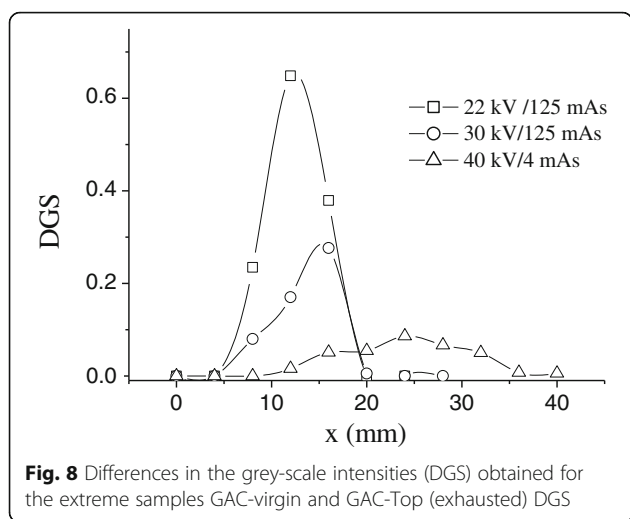 0.6
0.4
0.2
0.0
DGS
22 kV /125 mAs
30 kV/125 mAs
40 kV/4 mAs
0 10 20 30 40
x (mm)
Fig. 8 Differences in the grey-scale intensities (DGS) obtained for
the extreme samples GAC-virgin and GAC-Top (exhausted) DGS